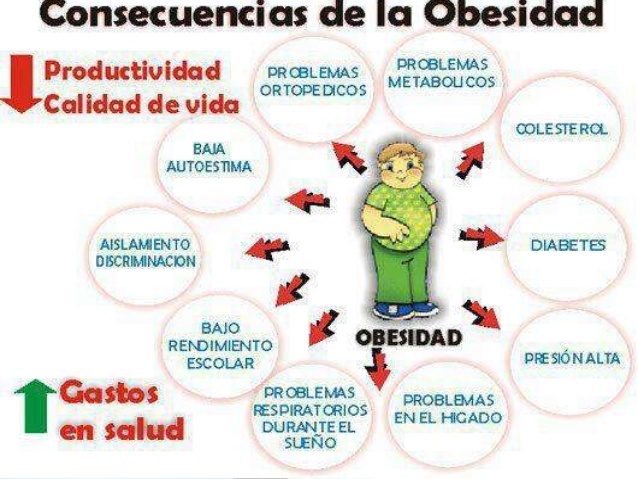 Consecuencias de la Obesidad
Productividad
Calidad de vida
PROBLEMAS
ORTOPEDICOS
PROBLEMAS
METABOLICOS
COLESTEROL
BAJA
AUTOESTIMA
AISLAMIENTO
DISCRIMINACION
DIABETES
BAJO
RENDIMIENTO
ESCOLAR
OBESIDAD
PRESIÓN ALTA
Gastos
en salud
PROBLEMAS
RESPIRATORIOS
DURANTE EL
SUEÑO
PROBLEMAS
EN EL HIGADO